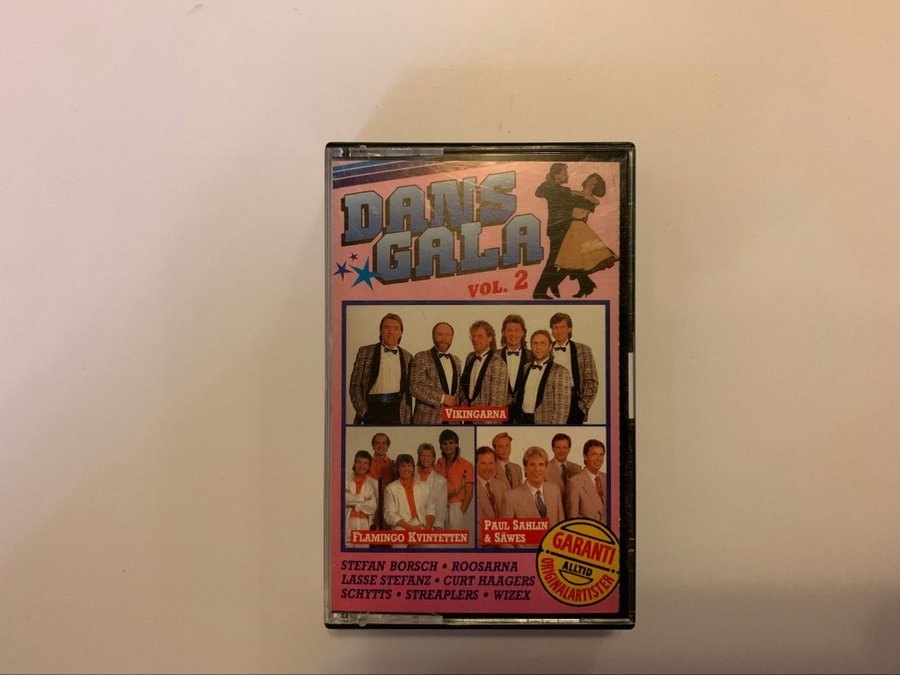 DANS
GALA
VOL. 2
VIKINGARNA
FLAMINGO KVINTETTEN
PAUL SAHLIN
& SÄWES
GARANTI
ALLTID
ORIGINALARTISTER
STEFAN BORSCH • ROOSARNA
LASSE STEFANZ • CURT HAAGERS
SCHYTTS • STREAPLERS • WIZEX